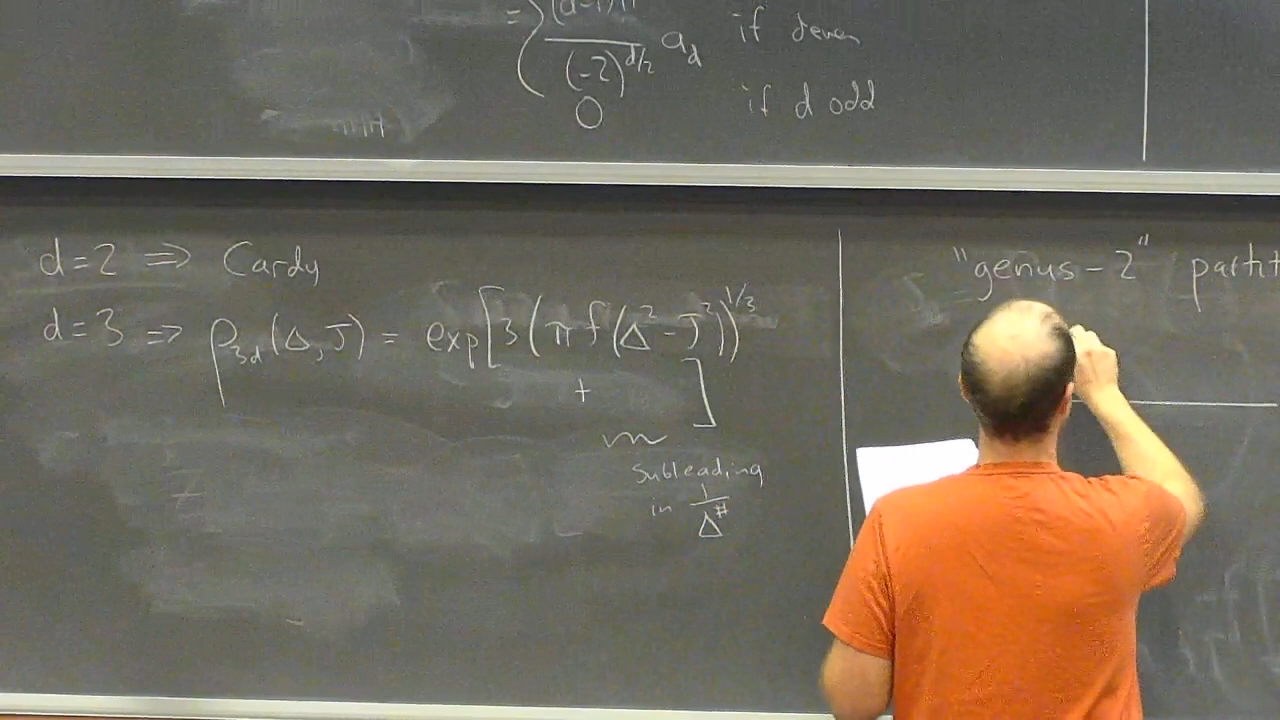 = { (d-1)!! / (-2)^{d/2} a_d if d even
0 if d odd
d=2 ⇒ Cardy
d=3 ⇒ ρ_{3d}(Δ,J) = exp[3(π f(Δ²-J²))^{1/3}
+ ]
subleading
in 1/Δ^#
"genus-2" partit